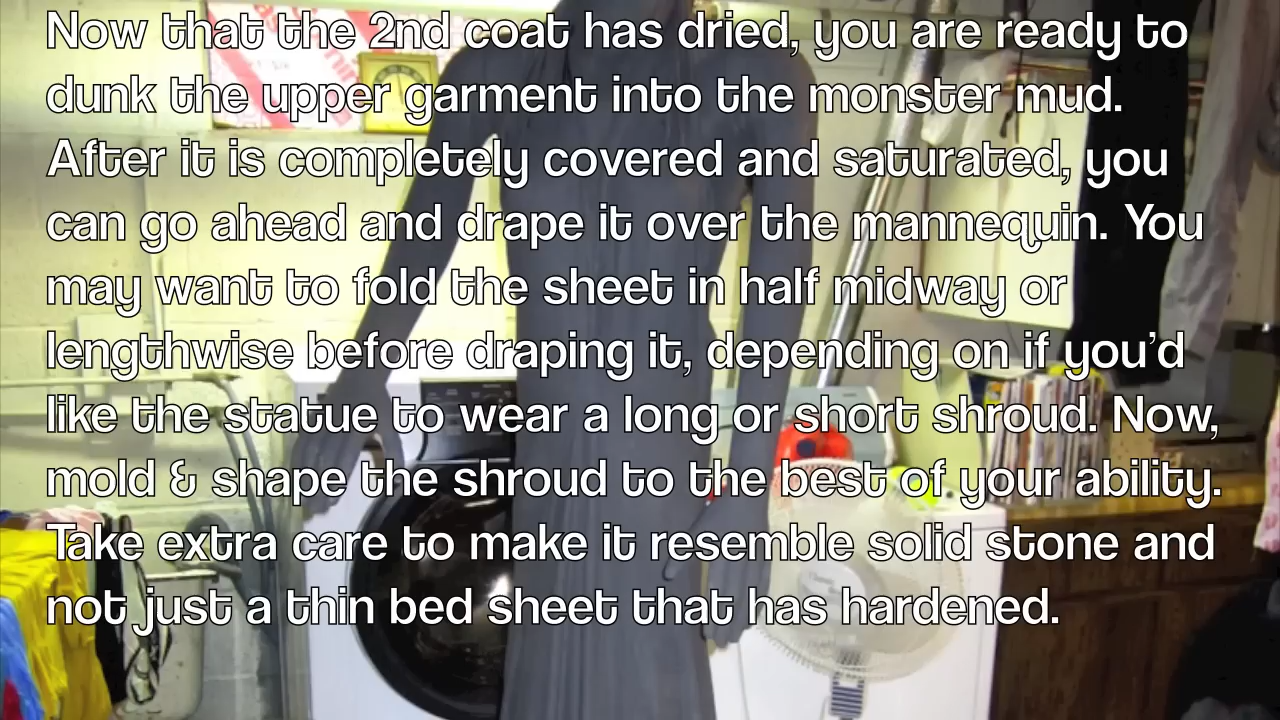 Now that the 2nd coat has dried, you are ready to
dunk the upper garment into the monster mud.
After it is completely covered and saturated, you
can go ahead and drape it over the mannequin. You
may want to fold the sheet in half midway or
lengthwise before draping it, depending on if you’d
like the statue to wear a long or short shroud. Now,
mold & shape the shroud to the best of your ability.
Take extra care to make it resemble solid stone and
not just a thin bed sheet that has hardened.